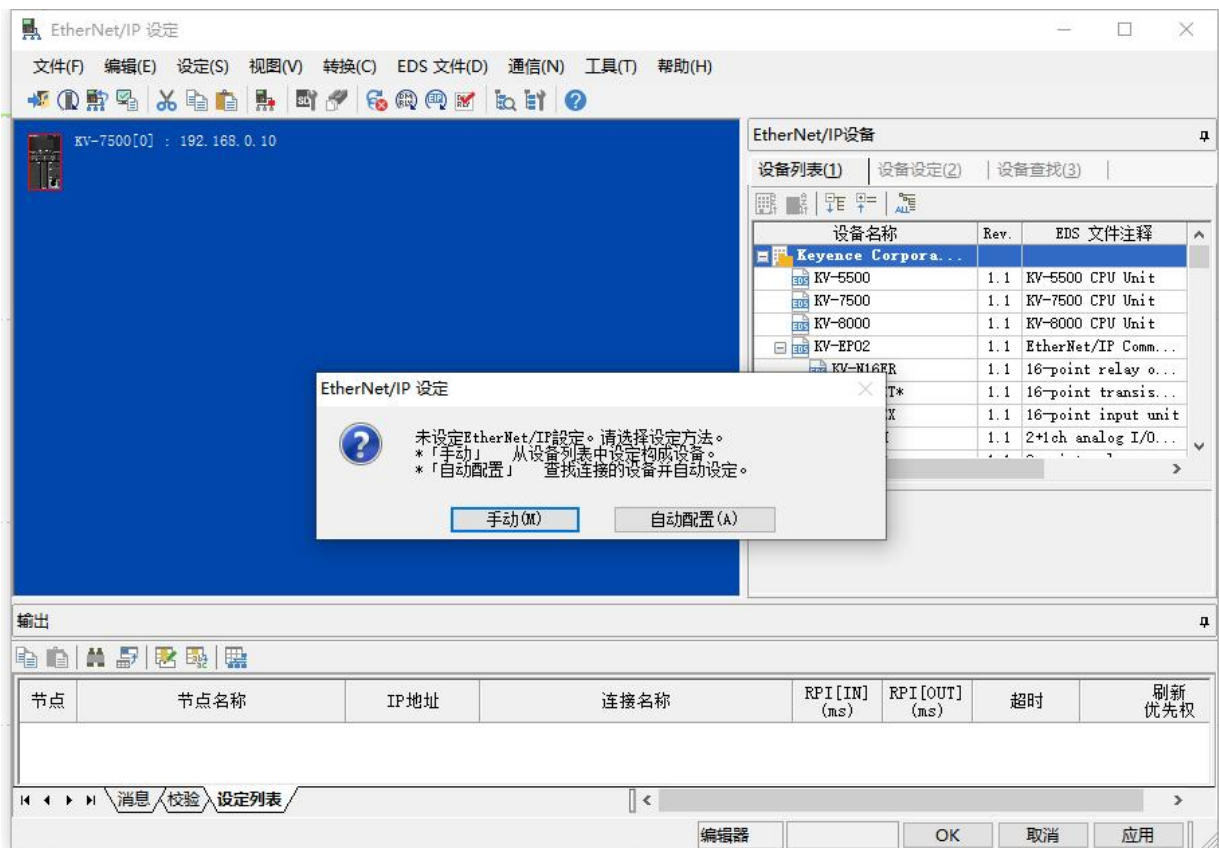 EtherNet/IP 设定
文件(F) 编辑(E) 设定(S) 视图(V) 转换(C) EDS 文件(D) 通信(N) 工具(T) 帮助(H)
KV-7500[0] : 192.168.0.10
EtherNet/IP设备
设备列表(1) 设备设定(2) 设备查找(3)
设备名称 Rev. EDS 文件注释
Keyence Corpora...
KV-5500 1.1 KV-5500 CPU Unit
KV-7500 1.1 KV-7500 CPU Unit
KV-8000 1.1 KV-8000 CPU Unit
KV-EP02 1.1 EtherNet/IP Comm...
KV-N16ER 1.1 16-point relay o...
T* 1.1 16-point transis...
X 1.1 16-point input unit
1.1 2+1ch analog I/O...
EtherNet/IP 设定
未设定EtherNet/IP設定。请选择设定方法。
*「手动」 从设备列表中设定构成设备。
*「自动配置」 查找连接的设备并自动设定。
手动(M) 自动配置(A)
输出
节点 节点名称 IP地址 连接名称 RPI[IN] (ms) RPI[OUT] (ms) 超时 刷新 优先权
消息 校验 设定列表
编辑器 OK 取消 应用